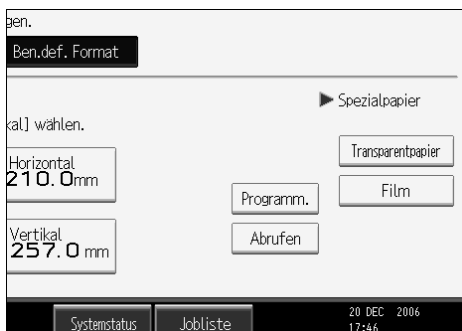 gen.
Ben.def. Format
Spezialpapier
kal] wählen.
Transparentpapier
Horizontal
210.0mm
Film
Programm.
Vertikal
257.0 mm
Abrufen
20 DEC 2006
Systemstatus
Jobliste
17:46